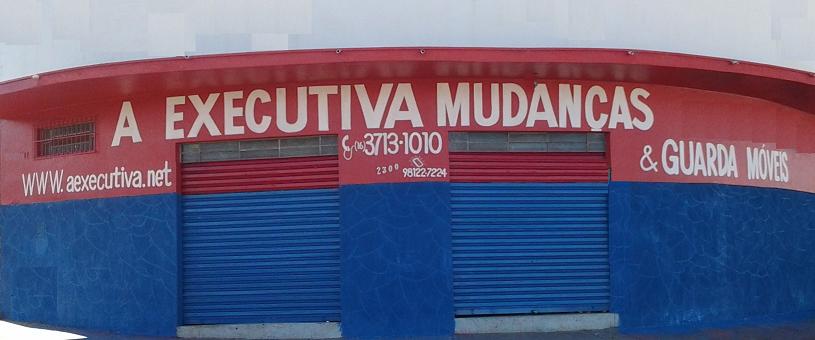 A EXECUTIVA MUDANÇAS
(16) 3713-1010
& GUARDA MÓVEIS
www.aexecutiva.net
2300
98122-7224